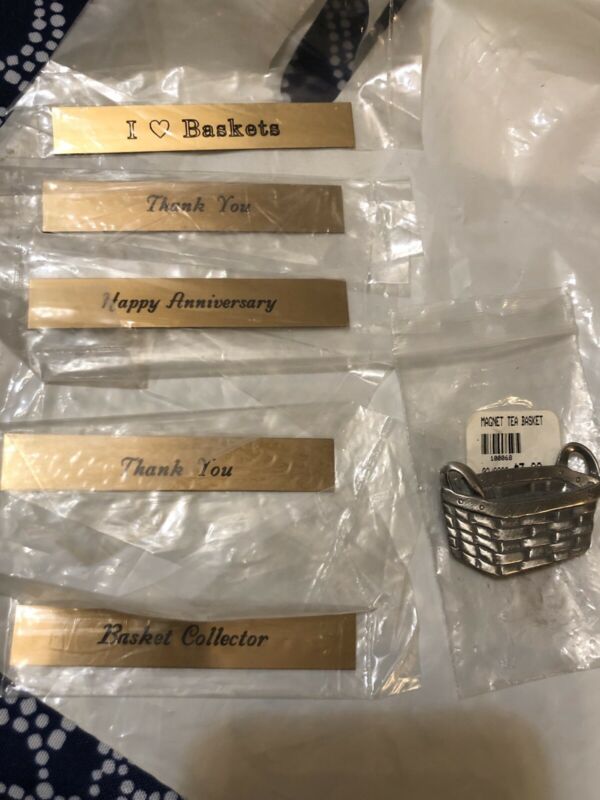 I ♡ Baskets
Thank You
Happy Anniversary
Thank You
Basket Collector
MAGNET TEA BASKET
100068